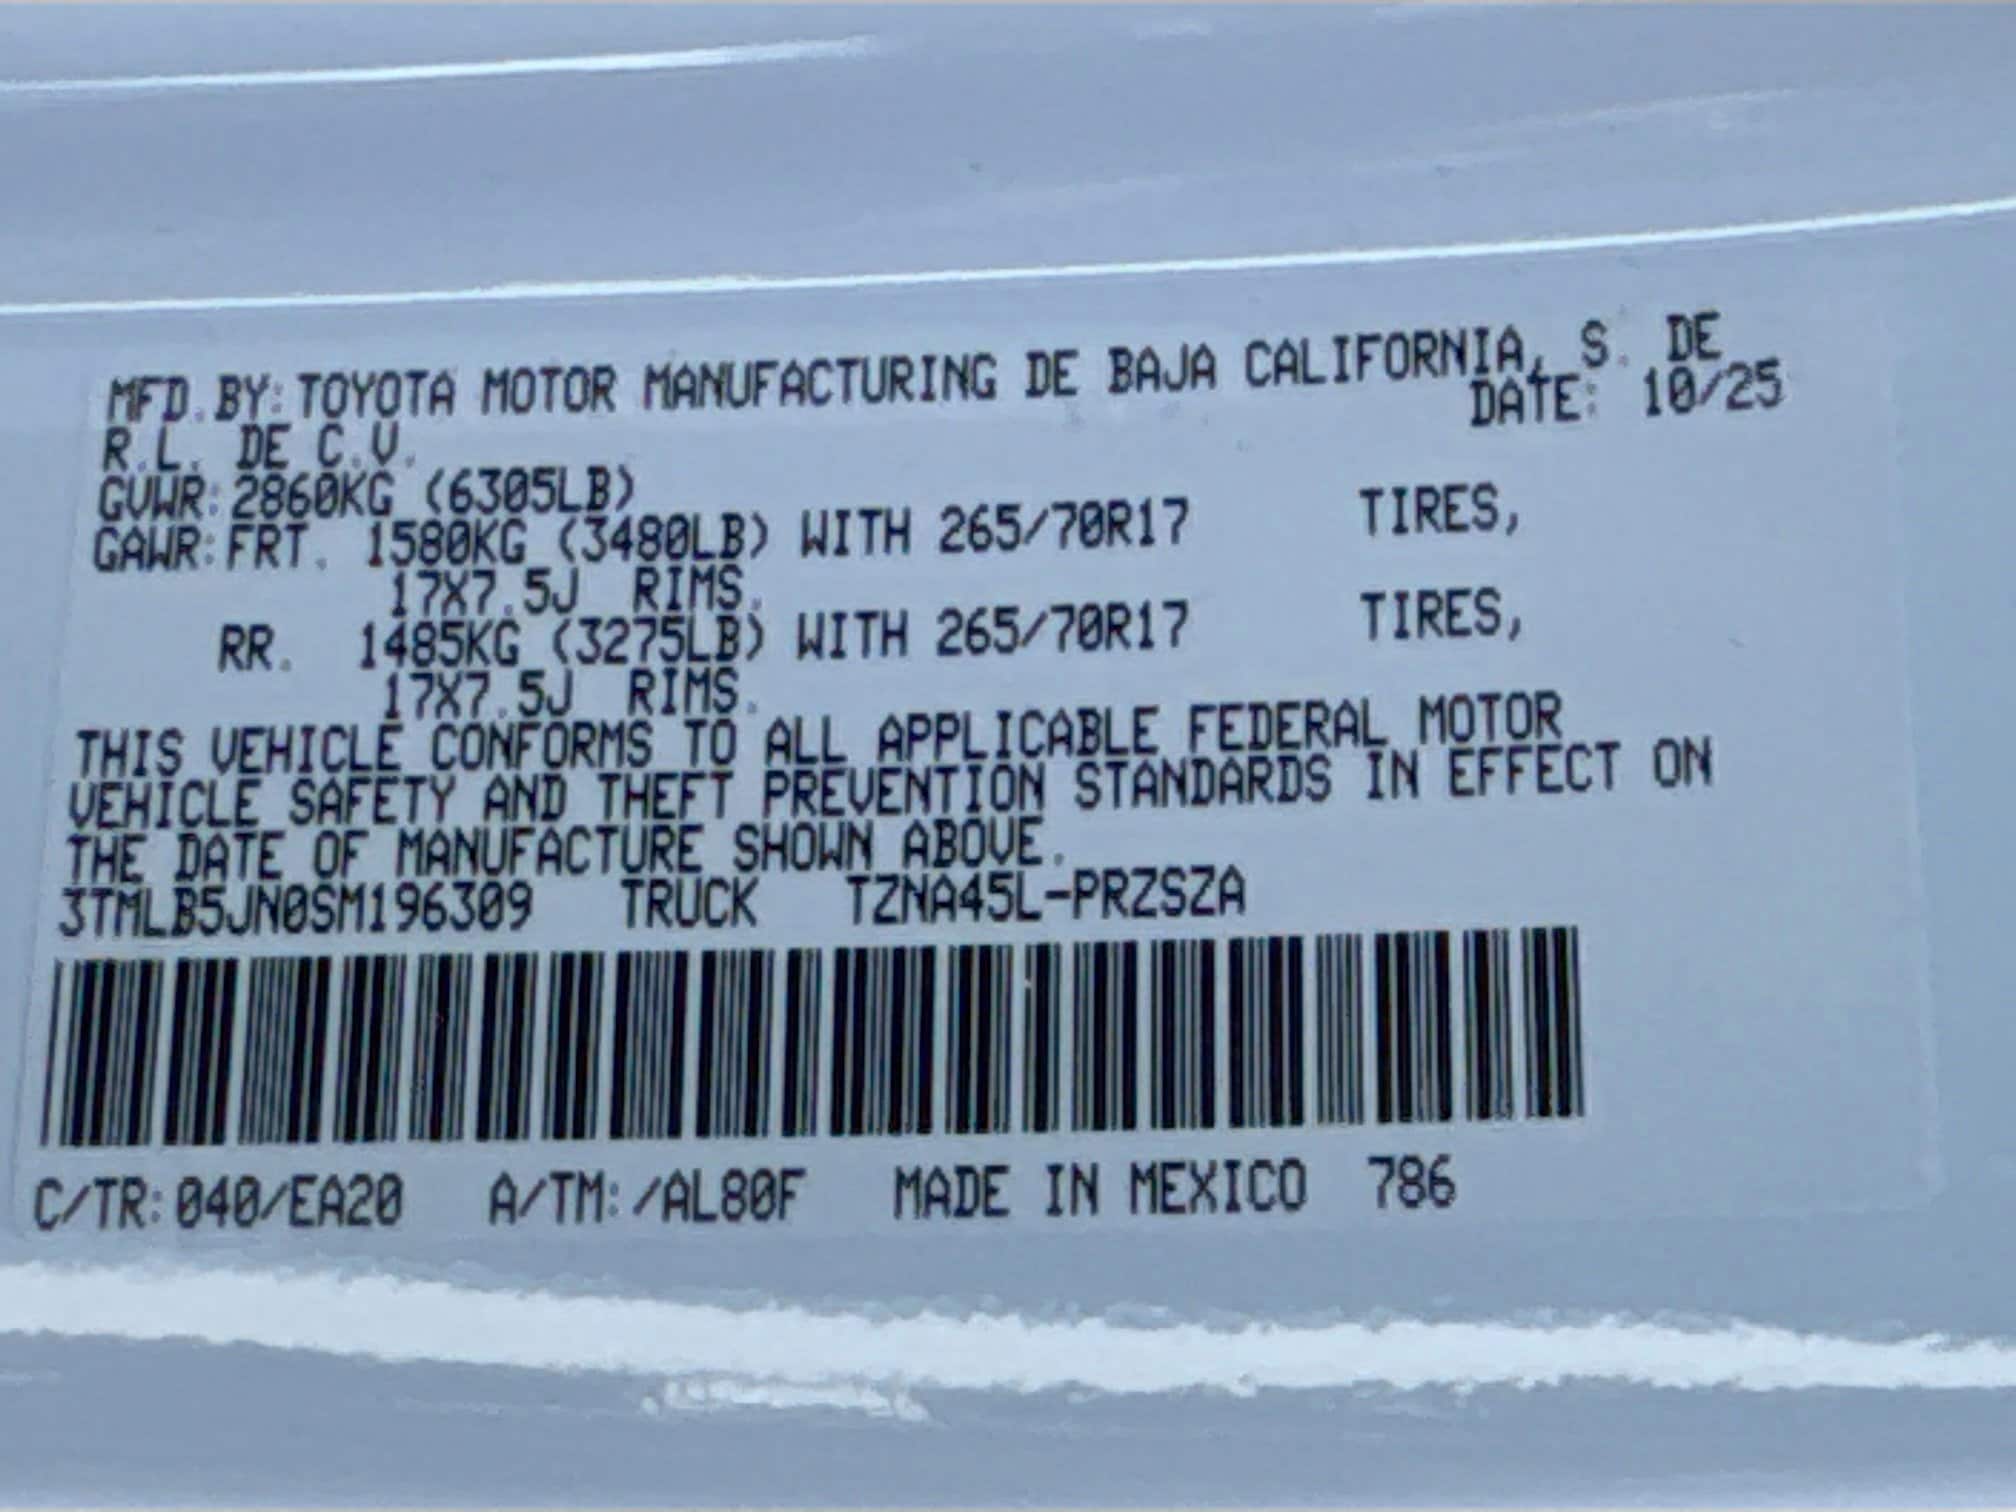 MFD.BY:TOYOTA MOTOR MANUFACTURING DE BAJA CALIFORNIA, S. DE
R.L. DE C.V. DATE: 10/25
GVWR:2860KG (6305LB)
GAWR:FRT. 1580KG (3480LB) WITH 265/70R17 TIRES,
17X7.5J RIMS.
RR. 1485KG (3275LB) WITH 265/70R17 TIRES,
17X7.5J RIMS.
THIS VEHICLE CONFORMS TO ALL APPLICABLE FEDERAL MOTOR
VEHICLE SAFETY AND THEFT PREVENTION STANDARDS IN EFFECT ON
THE DATE OF MANUFACTURE SHOWN ABOVE.
3TMLB5JN0SM196309 TRUCK TZNA45L-PRZSZA
C/TR:040/EA20 A/TM:/AL80F MADE IN MEXICO 786